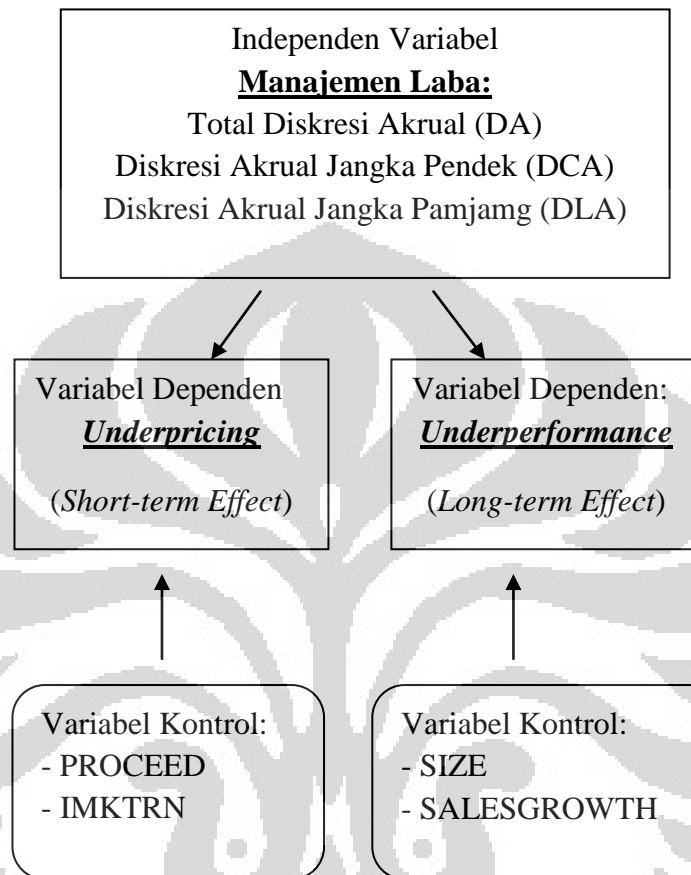 Independen Variabel
Manajemen Laba:
Total Diskresi Akrual (DA)
Diskresi Akrual Jangka Pendek (DCA)
Diskresi Akrual Jangka Pamjamg (DLA)
Variabel Dependen
Underpricing
(Short-term Effect)
Variabel Dependen:
Underperformance
(Long-term Effect)
Variabel Kontrol:
- PROCEED
- IMKTRN
Variabel Kontrol:
- SIZE
- SALESGROWTH